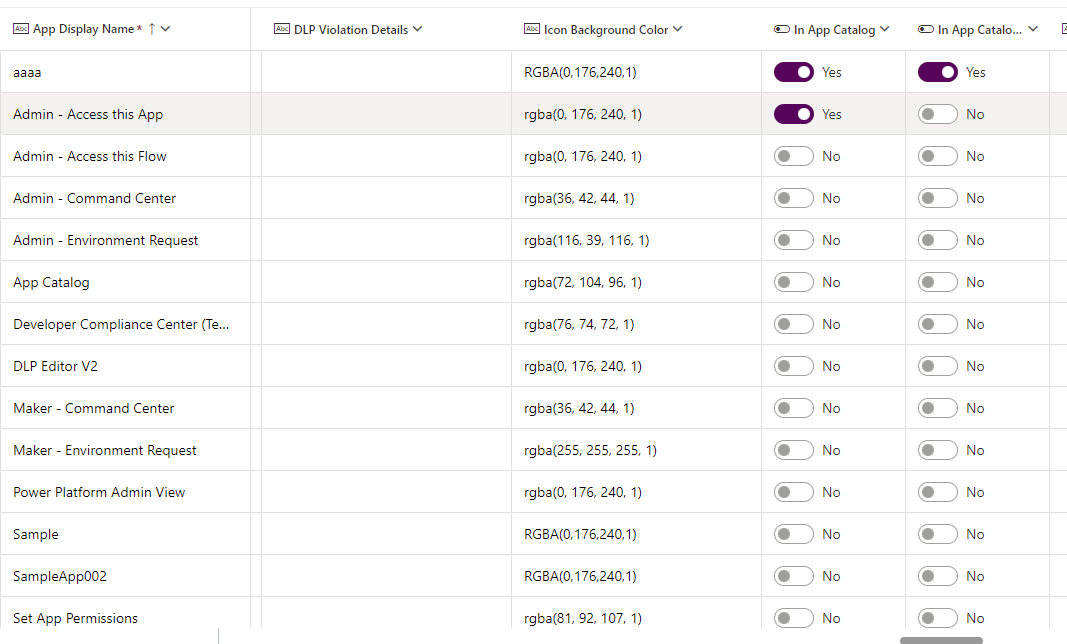 Abc App Display Name * ↑ Abc DLP Violation Details Abc Icon Background Color In App Catalog In App Catalo...
aaaa RGBA(0,176,240,1) Yes Yes
Admin - Access this App rgba(0, 176, 240, 1) Yes No
Admin - Access this Flow rgba(0, 176, 240, 1) No No
Admin - Command Center rgba(36, 42, 44, 1) No No
Admin - Environment Request rgba(116, 39, 116, 1) No No
App Catalog rgba(72, 104, 96, 1) No No
Developer Compliance Center (Te... rgba(76, 74, 72, 1) No No
DLP Editor V2 rgba(0, 176, 240, 1) No No
Maker - Command Center rgba(36, 42, 44, 1) No No
Maker - Environment Request rgba(255, 255, 255, 1) No No
Power Platform Admin View rgba(0, 176, 240, 1) No No
Sample RGBA(0,176,240,1) No No
SampleApp002 RGBA(0,176,240,1) No No
Set App Permissions rgba(81, 92, 107, 1) No No